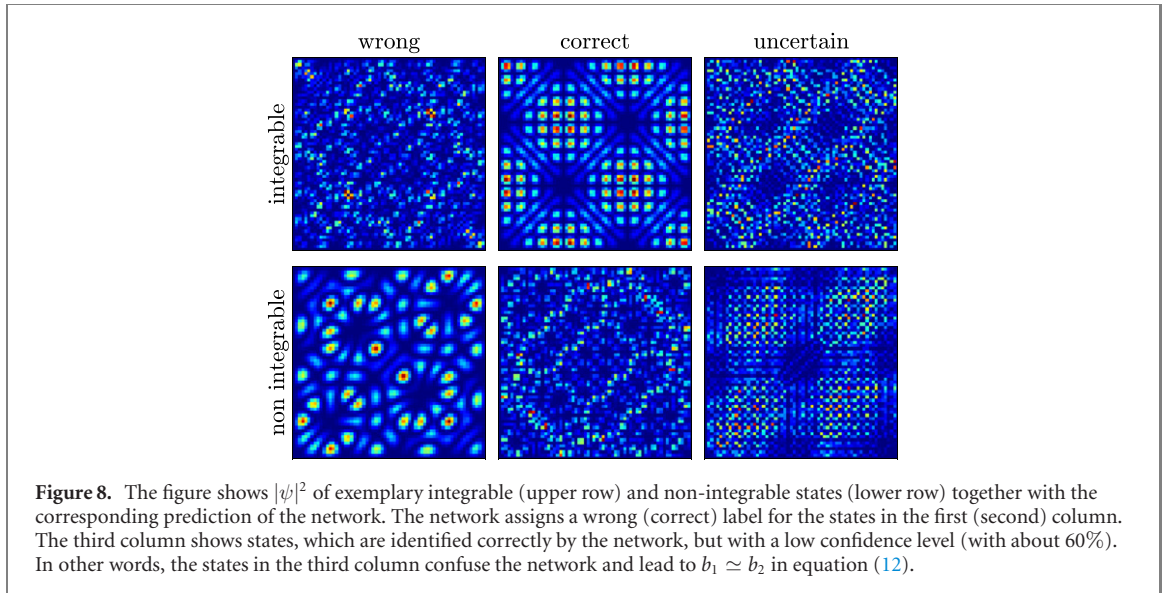 wrong correct uncertain
integrable
non integrable
Figure 8. The figure shows |ψ|² of exemplary integrable (upper row) and non-integrable states (lower row) together with the
corresponding prediction of the network. The network assigns a wrong (correct) label for the states in the first (second) column.
The third column shows states, which are identified correctly by the network, but with a low confidence level (with about 60%).
In other words, the states in the third column confuse the network and lead to b₁ ≃ b₂ in equation (12).